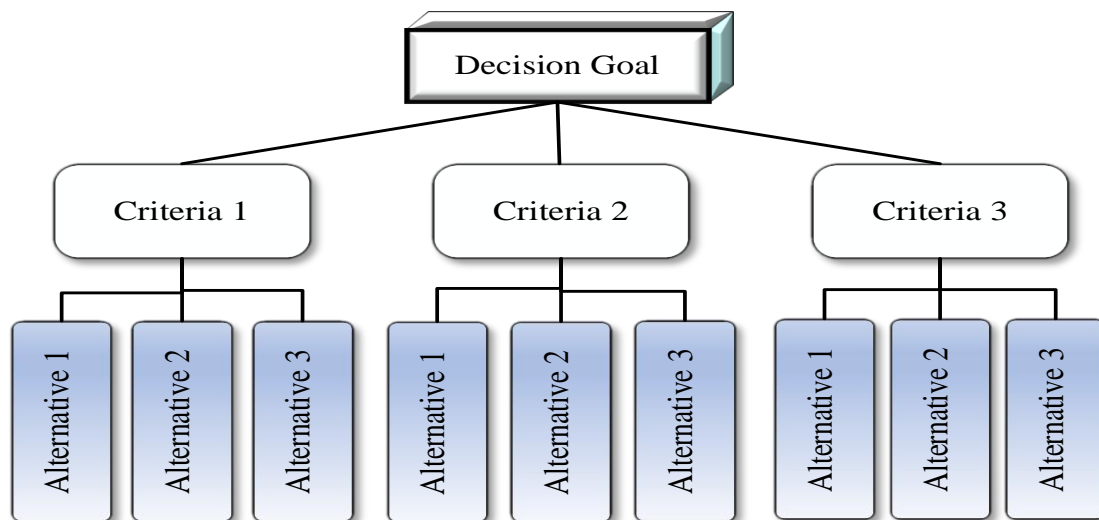 Decision Goal
Criteria 1
Criteria 2
Criteria 3
Alternative 1
Alternative 2
Alternative 3
Alternative 1
Alternative 2
Alternative 3
Alternative 1
Alternative 2
Alternative 3